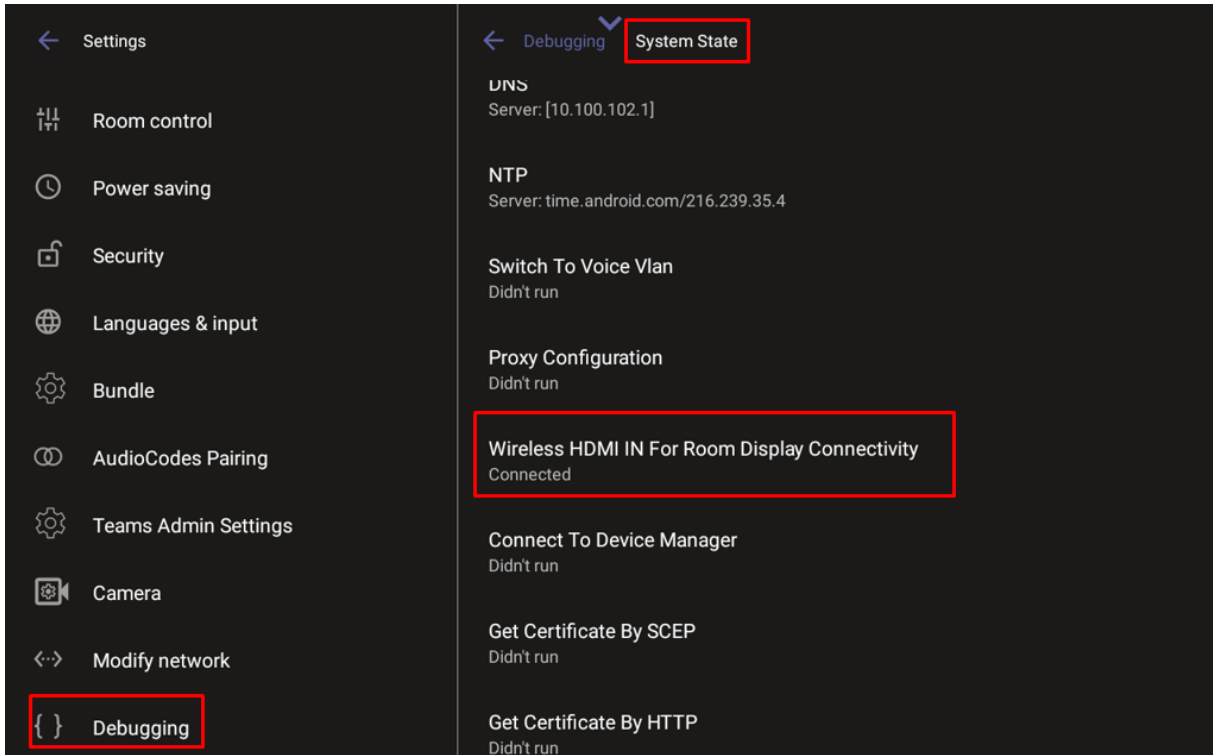 Settings
Room control
Power saving
Security
Languages & input
Bundle
AudioCodes Pairing
Teams Admin Settings
Camera
Modify network
{ } Debugging
Debugging System State
DNS
Server: [10.100.102.1]
NTP
Server: time.android.com/216.239.35.4
Switch To Voice Vlan
Didn't run
Proxy Configuration
Didn't run
Wireless HDMI IN For Room Display Connectivity
Connected
Connect To Device Manager
Didn't run
Get Certificate By SCEP
Didn't run
Get Certificate By HTTP
Didn't run